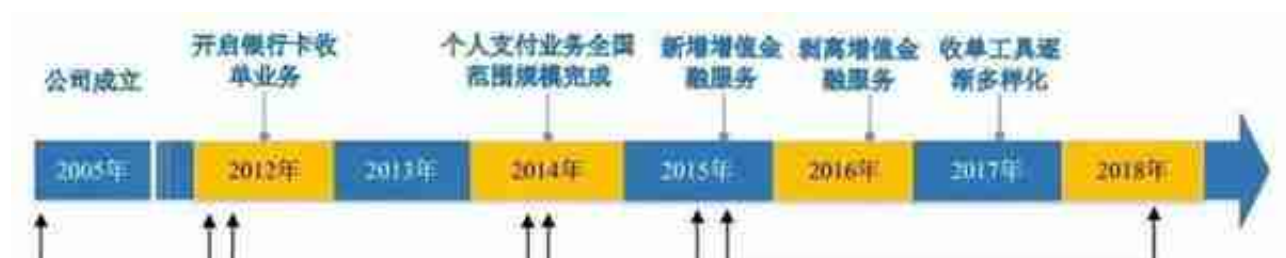 公司成立
开启银行卡收
单业务
个人支付业务全国
范围规模完成
新增增值金
融服务
剥离增值金
融服务
收单工具逐
渐多样化
2005年
2012年
2013年
2014年
2015年
2016年
2017年
2018年